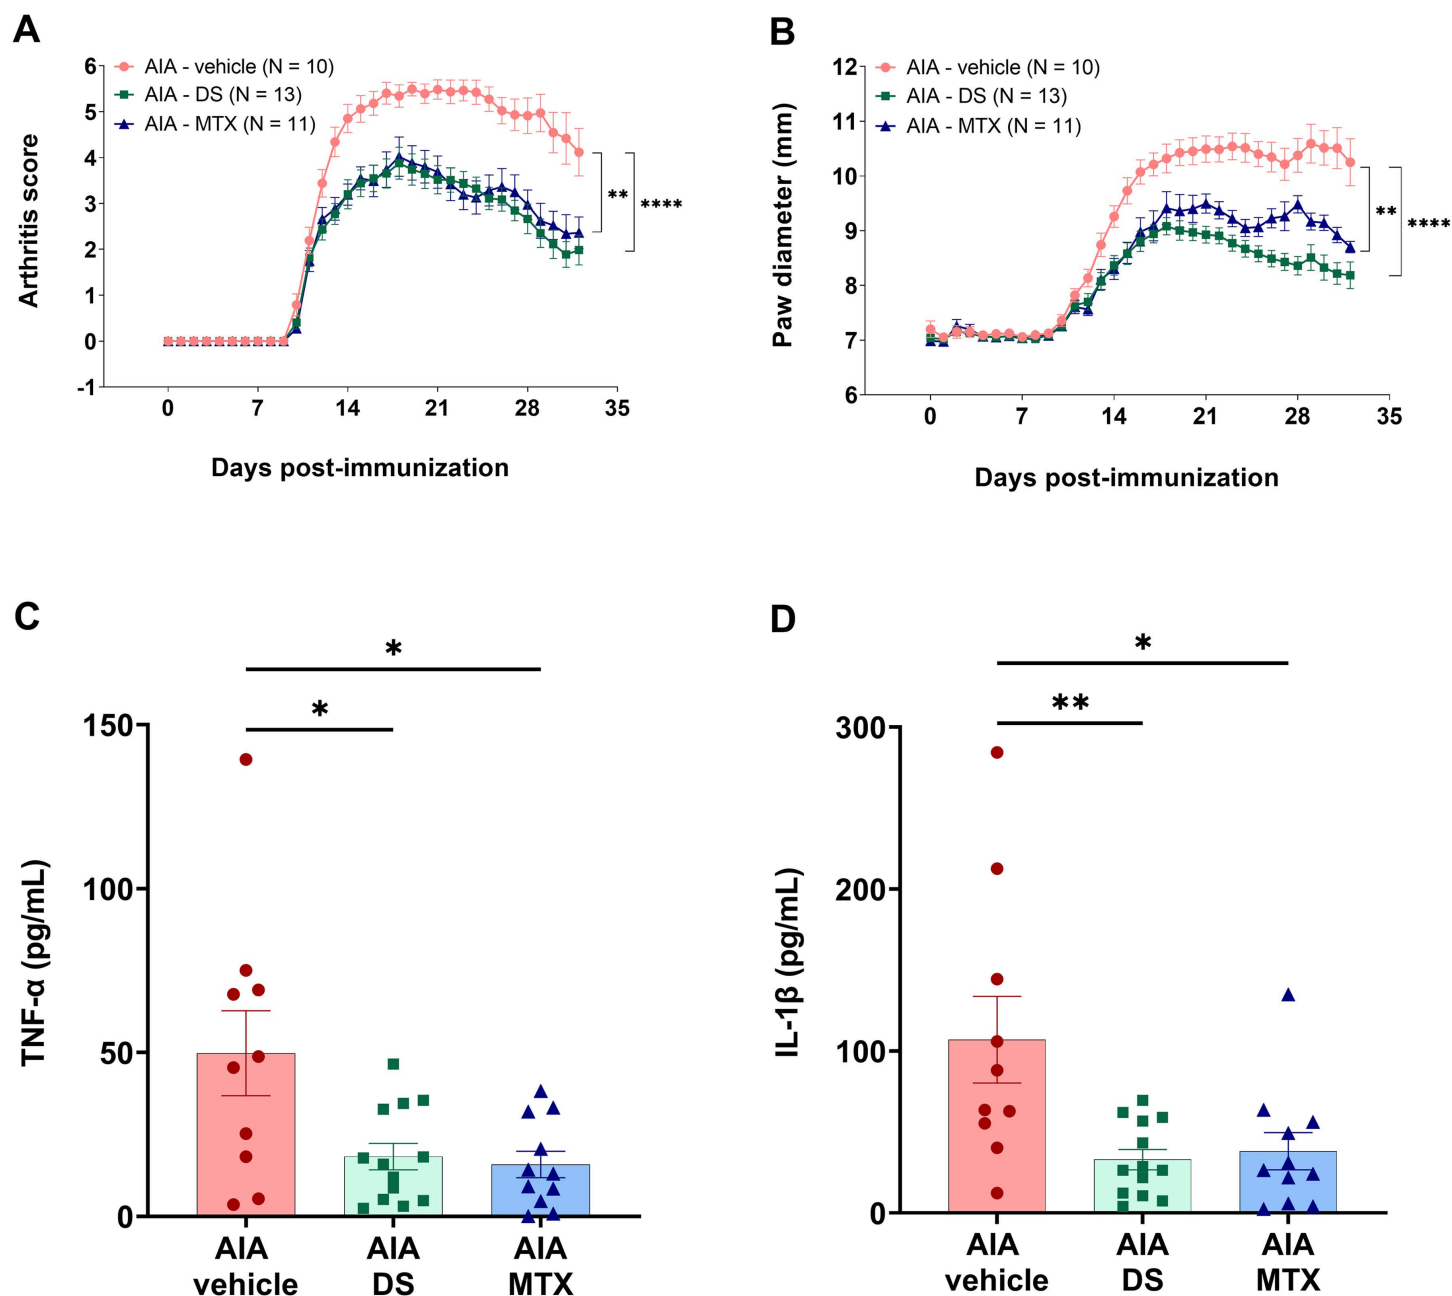 A
AIA - vehicle (N = 10)
AIA - DS (N = 13)
AIA - MTX (N = 11)
Arthritis score
6
5
4
3
2
1
0
-1
0 7 14 21 28 35
Days post-immunization
** ****
B
AIA - vehicle (N = 10)
AIA - DS (N = 13)
AIA - MTX (N = 11)
Paw diameter (mm)
12
11
10
9
8
7
6
0 7 14 21 28 35
Days post-immunization
** ****
C
*
*
TNF-α (pg/mL)
150
100
50
0
AIA vehicle
AIA DS
AIA MTX
D
*
**
IL-1β (pg/mL)
300
200
100
0
AIA vehicle
AIA DS
AIA MTX